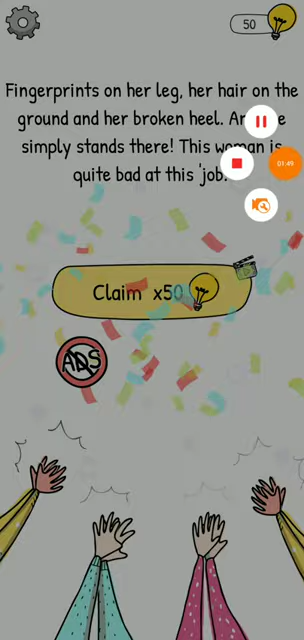 50
Fingerprints on her leg, her hair on the
ground and her broken heel. An e
simply stands there! This woman is
quite bad at this 'job.'
01:49
Claim x50
ADS